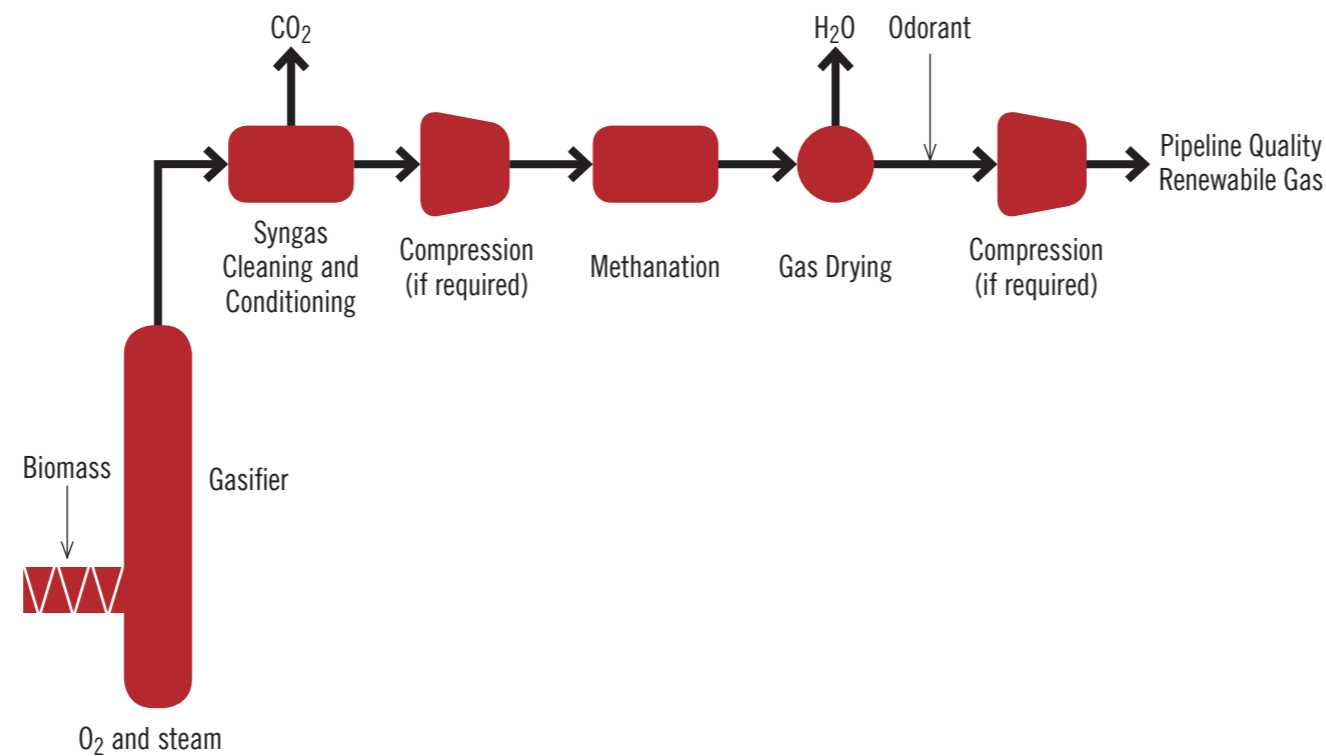 CO₂
H₂O
Odorant
Pipeline Quality
Renewabile Gas
Syngas
Cleaning and
Conditioning
Compression
(if required)
Methanation
Gas Drying
Compression
(if required)
Biomass
Gasifier
O₂ and steam